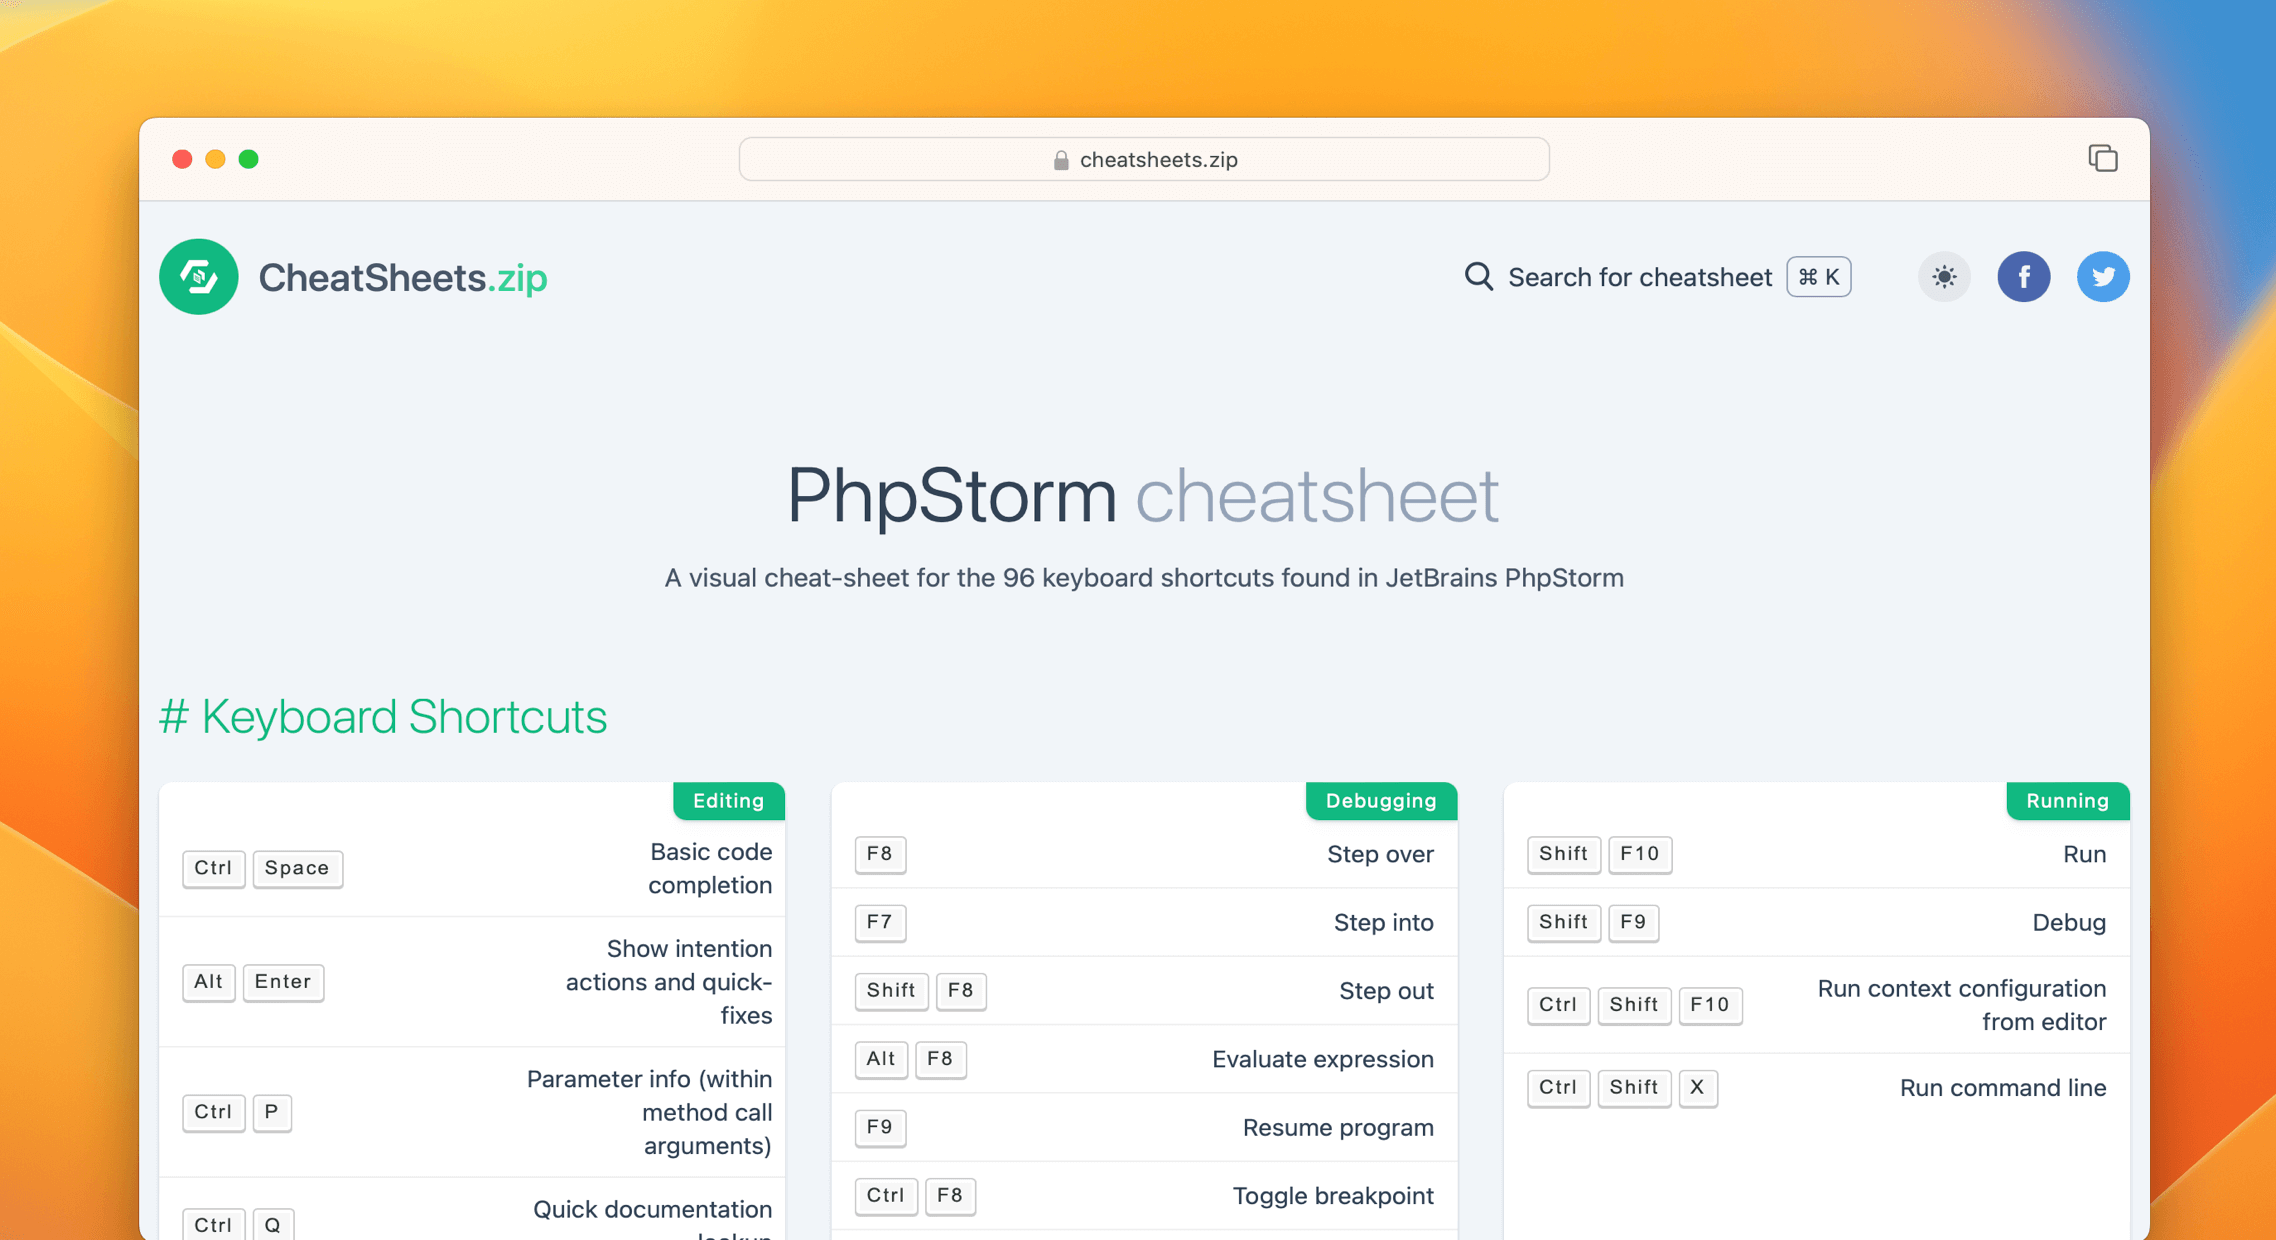 cheatsheets.zip
CheatSheets.zip
Search for cheatsheet ⌘ K
f
PhpStorm cheatsheet
A visual cheat-sheet for the 96 keyboard shortcuts found in JetBrains PhpStorm
# Keyboard Shortcuts
Editing
Ctrl Space Basic code
completion
Alt Enter Show intention
actions and quick-
fixes
Ctrl P Parameter info (within
method call
arguments)
Ctrl Q Quick documentation
lookup
Debugging
F8 Step over
F7 Step into
Shift F8 Step out
Alt F8 Evaluate expression
F9 Resume program
Ctrl F8 Toggle breakpoint
Running
Shift F10 Run
Shift F9 Debug
Ctrl Shift F10 Run context configuration
from editor
Ctrl Shift X Run command line